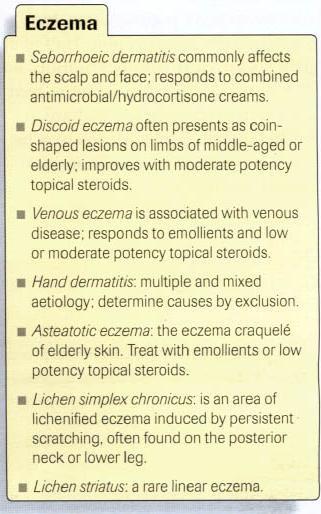 Eczema
■ Seborrhoeic dermatitis commonly affects
the scalp and face; responds to combined
antimicrobial/hydrocortisone creams.
■ Discoid eczema often presents as coin-
shaped lesions on limbs of middle-aged or
elderly; improves with moderate potency
topical steroids.
■ Venous eczema is associated with venous
disease; responds to emollients and low
or moderate potency topical steroids.
■ Hand dermatitis: multiple and mixed
aetiology; determine causes by exclusion.
■ Asteatotic eczema: the eczema craquelé
of elderly skin. Treat with emollients or low
potency topical steroids.
■ Lichen simplex chronicus: is an area of
lichenified eczema induced by persistent
scratching, often found on the posterior
neck or lower leg.
■ Lichen striatus: a rare linear eczema.